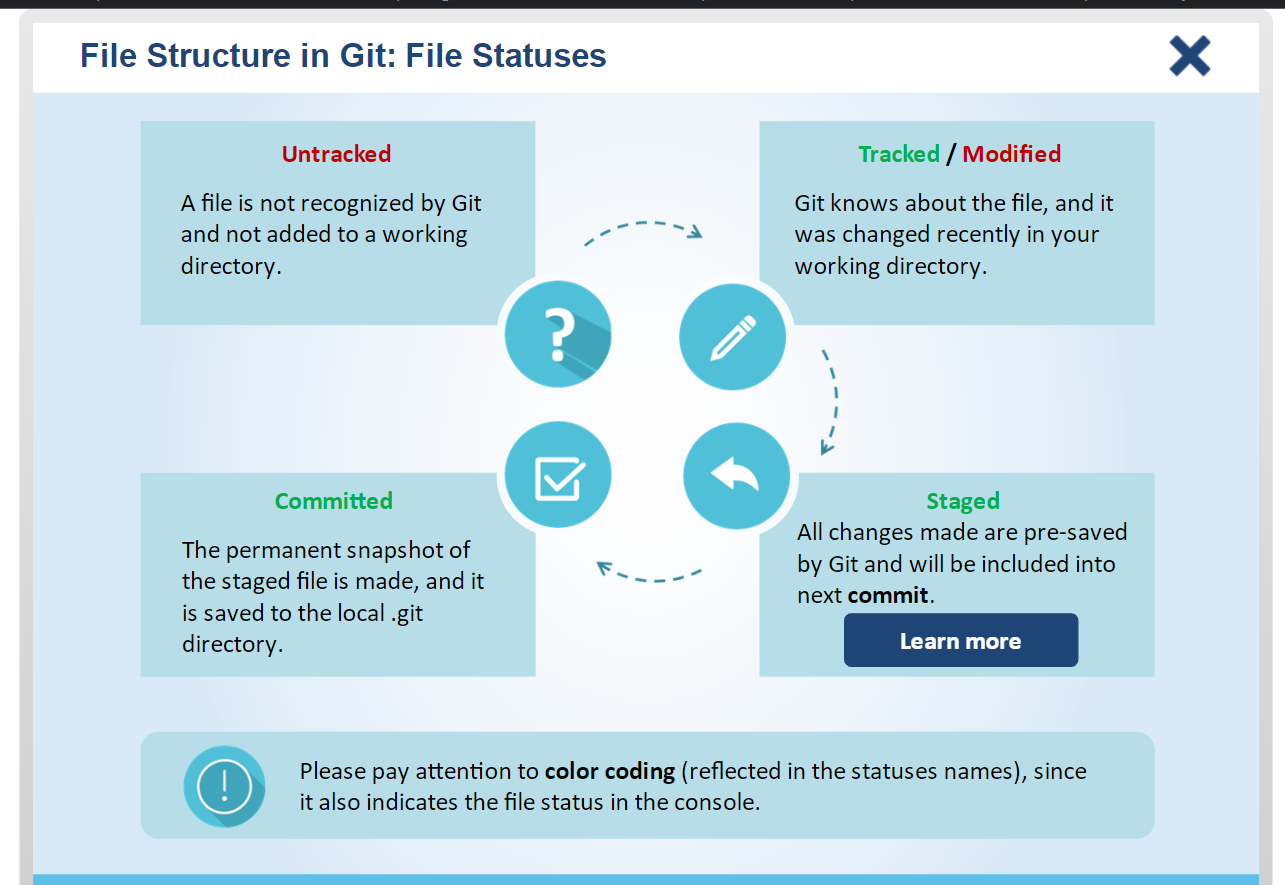 File Structure in Git: File Statuses
Untracked
A file is not recognized by Git
and not added to a working
directory.
Tracked / Modified
Git knows about the file, and it
was changed recently in your
working directory.
?
Committed
The permanent snapshot of
the staged file is made, and it
is saved to the local .git
directory.
Staged
All changes made are pre-saved
by Git and will be included into
next commit.
Learn more
!
Please pay attention to color coding (reflected in the statuses names), since
it also indicates the file status in the console.